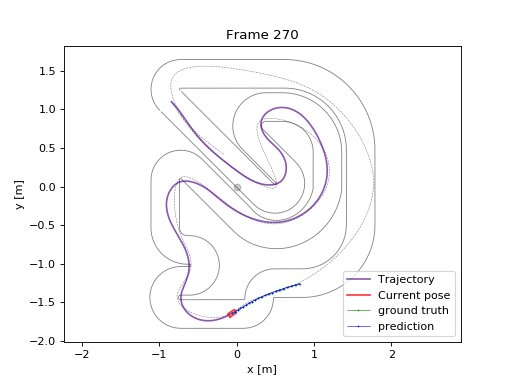 Frame 270
1.5
1.0
0.5
0.0
−0.5
−1.0
−1.5
−2.0
y [m]
−2
−1
0
1
2
x [m]
Trajectory
Current pose
ground truth
prediction